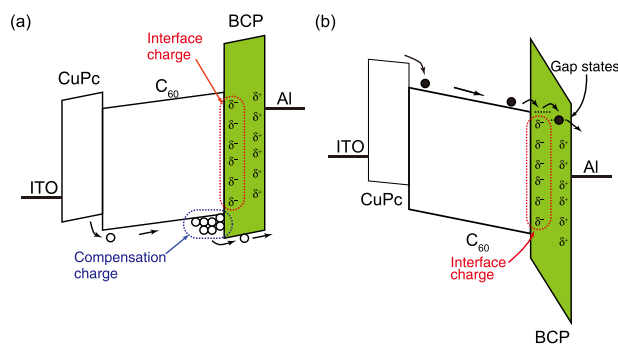 (a)
BCP
Interface
charge
CuPc
C60
Al
δ− δ+
δ− δ+
δ− δ+
δ− δ+
δ− δ+
δ− δ+
ITO
Compensation
charge
(b)
Gap states
δ−
δ− δ+
δ− δ+
δ− δ+
δ− δ+
δ− δ+
ITO
Al
CuPc
C60
Interface
charge
BCP